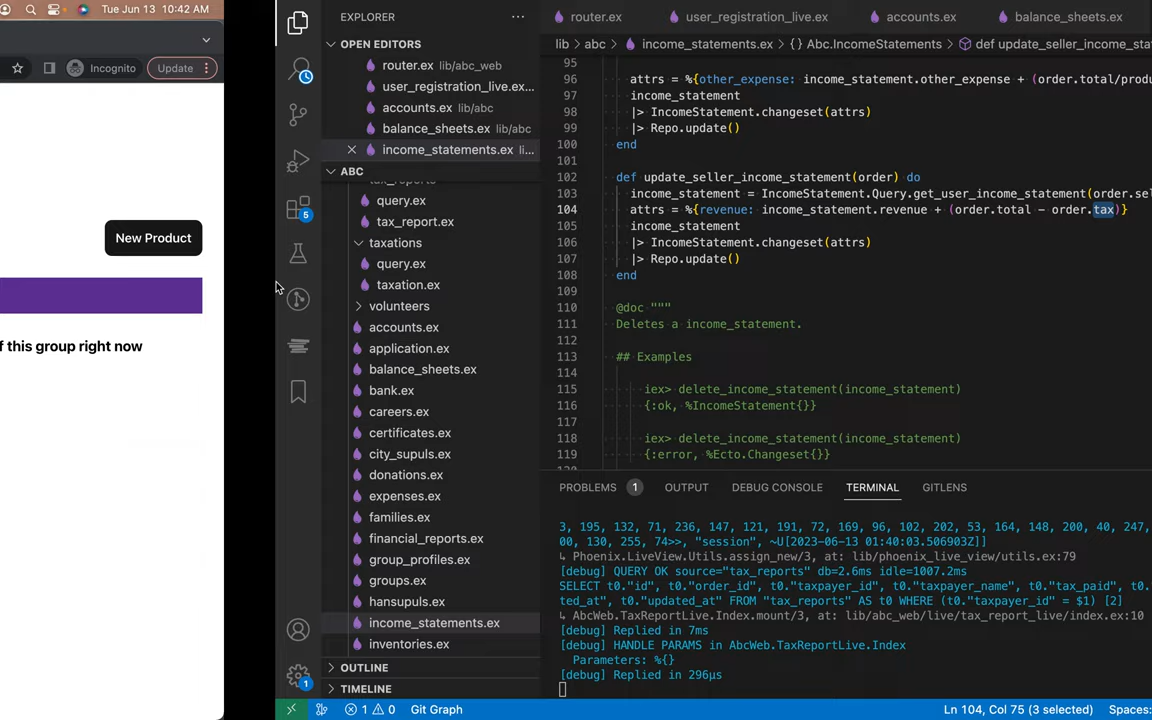 Tue Jun 13 10:42 AM
Incognito
Update
New Product
f this group right now
EXPLORER
OPEN EDITORS
router.ex lib/abc_web
user_registration_live.ex...
accounts.ex lib/abc
balance_sheets.ex lib/abc
income_statements.ex li...
ABC
query.ex
tax_report.ex
taxations
query.ex
taxation.ex
volunteers
accounts.ex
application.ex
balance_sheets.ex
bank.ex
careers.ex
certificates.ex
city_supuls.ex
donations.ex
expenses.ex
families.ex
financial_reports.ex
group_profiles.ex
groups.ex
hansupuls.ex
income_statements.ex
inventories.ex
OUTLINE
TIMELINE
5
1
router.ex user_registration_live.ex accounts.ex balance_sheets.ex
lib > abc > income_statements.ex > {} Abc.IncomeStatements > def update_seller_income_sta
95
96 attrs = %{other_expense: income_statement.other_expense + (order.total/produ
97 income_statement
98 |> IncomeStatement.changeset(attrs)
99 |> Repo.update()
100 end
101
102 def update_seller_income_statement(order) do
103 income_statement = IncomeStatement.Query.get_user_income_statement(order.sel
104 attrs = %{revenue: income_statement.revenue + (order.total - order.tax)}
105 income_statement
106 |> IncomeStatement.changeset(attrs)
107 |> Repo.update()
108 end
109
110 @doc """
111 Deletes a income_statement.
112
113 ## Examples
114
115 iex> delete_income_statement(income_statement)
116 {:ok, %IncomeStatement{}}
117
118 iex> delete_income_statement(income_statement)
119 {:error, %Ecto.Changeset{}}
PROBLEMS 1 OUTPUT DEBUG CONSOLE TERMINAL GITLENS
3, 195, 132, 71, 236, 147, 121, 191, 72, 169, 96, 102, 202, 53, 164, 148, 200, 40, 247,
00, 130, 255, 74>>, "session", ~U[2023-06-13 01:40:03.506903Z]]
↳ Phoenix.LiveView.Utils.assign_new/3, at: lib/phoenix_live_view/utils.ex:79
[debug] QUERY OK source="tax_reports" db=2.6ms idle=1007.2ms
SELECT t0."id", t0."order_id", t0."taxpayer_id", t0."taxpayer_name", t0."tax_paid", t0.
ted_at", t0."updated_at" FROM "tax_reports" AS t0 WHERE (t0."taxpayer_id" = $1) [2]
↳ AbcWeb.TaxReportLive.Index.mount/3, at: lib/abc_web/live/tax_report_live/index.ex:10
[debug] Replied in 7ms
[debug] HANDLE PARAMS in AbcWeb.TaxReportLive.Index
Parameters: %{}
[debug] Replied in 296µs
1 0 Git Graph
Ln 104, Col 75 (3 selected) Spaces: